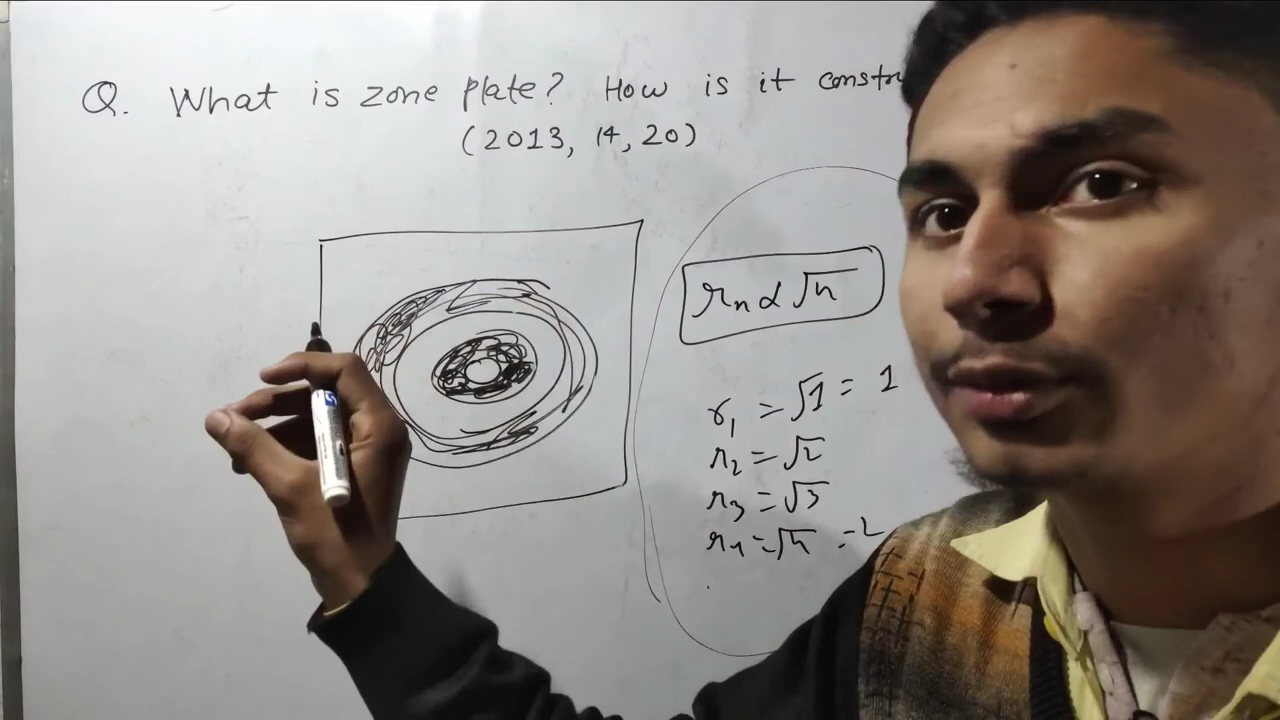 Q. What is zone plate? How is it constr
(2013, 14, 20)
rₙ α √n
r₁ = √1 = 1
r₂ = √2
r₃ = √3
r₄ = √4 = 2